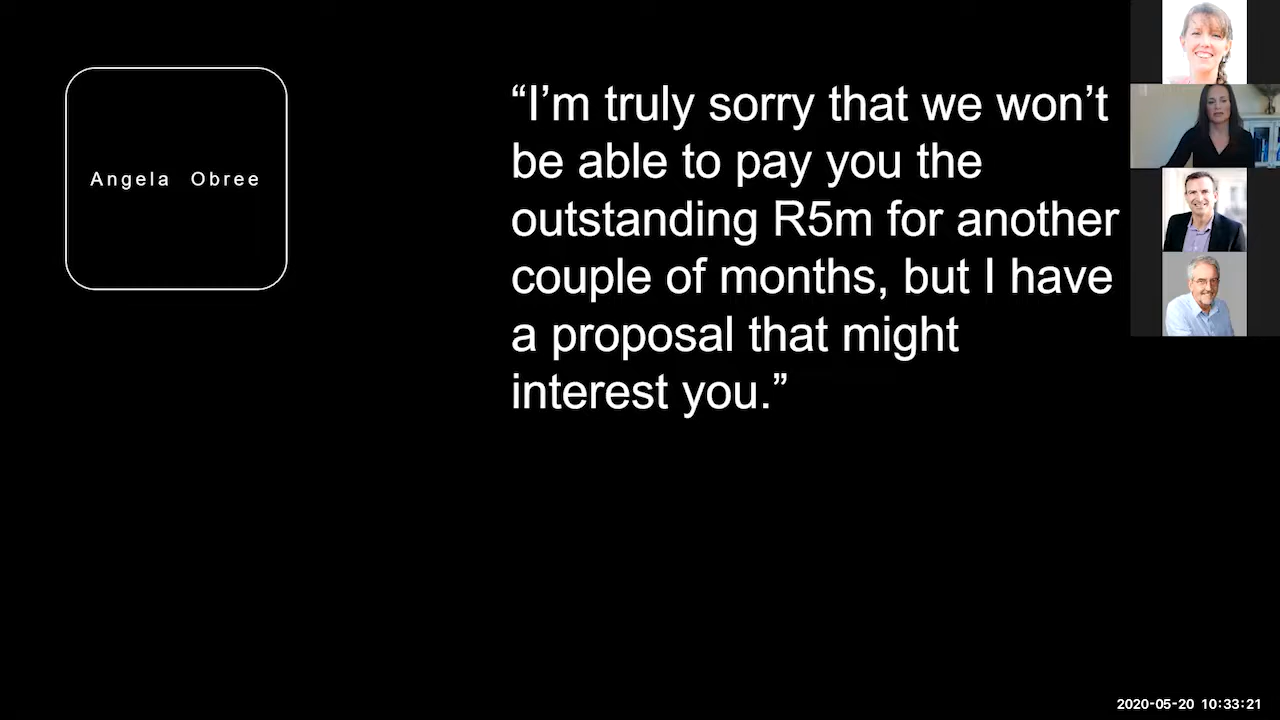 Angela Obree
“I’m truly sorry that we won’t
be able to pay you the
outstanding R5m for another
couple of months, but I have
a proposal that might
interest you.”
2020-05-20 10:33:21